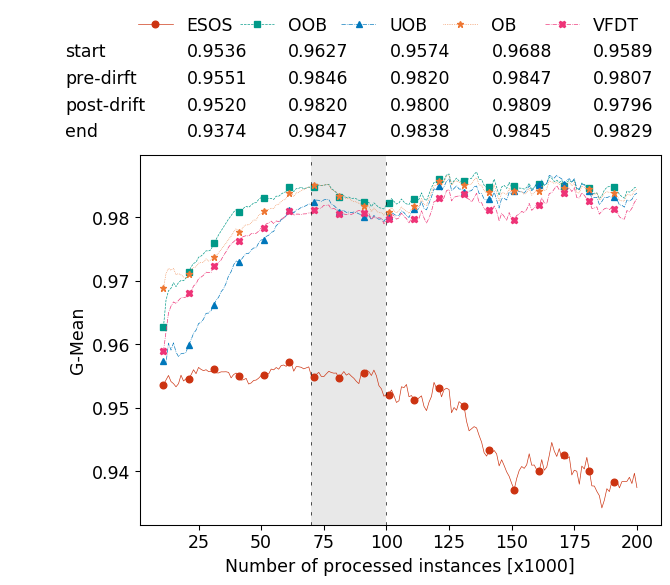 ESOS OOB UOB OB VFDT
start 0.9536 0.9627 0.9574 0.9688 0.9589
pre-dirft 0.9551 0.9846 0.9820 0.9847 0.9807
post-drift 0.9520 0.9820 0.9800 0.9809 0.9796
end 0.9374 0.9847 0.9838 0.9845 0.9829
0.98
0.97
0.96
0.95
0.94
G-Mean
25 50 75 100 125 150 175 200
Number of processed instances [x1000]